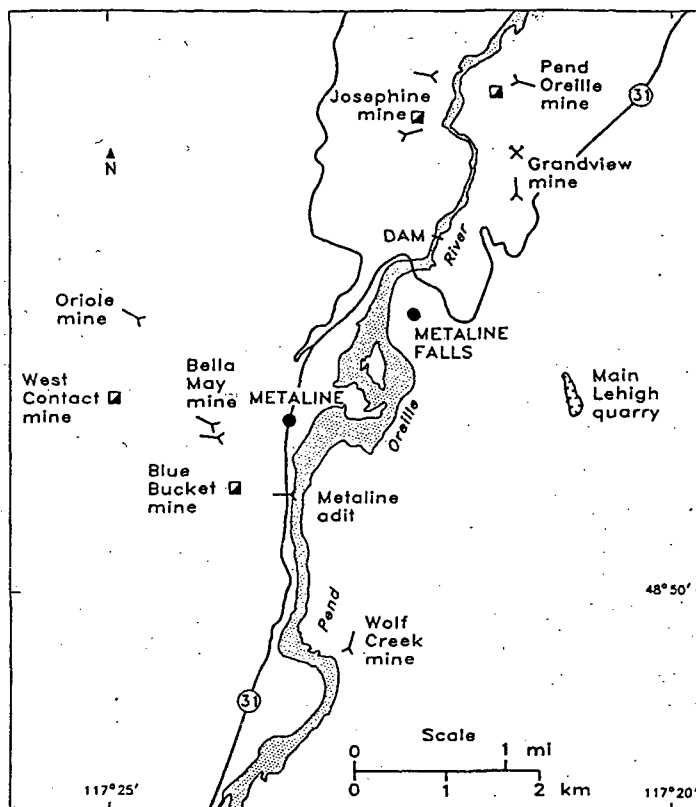 Pend
Oreille
mine
31
Josephine
mine
N
Grandview
mine
DAM
River
Oriole
mine
METALINE
FALLS
West
Contact
mine
Bella
May
mine
METALINE
Main
Lehigh
quarry
Oreille
Blue
Bucket
mine
Metaline
adit
48°50'
Pend
Wolf
Creek
mine
31
Scale
0 1 mi
0 1 2 km
117°25'
117°20'